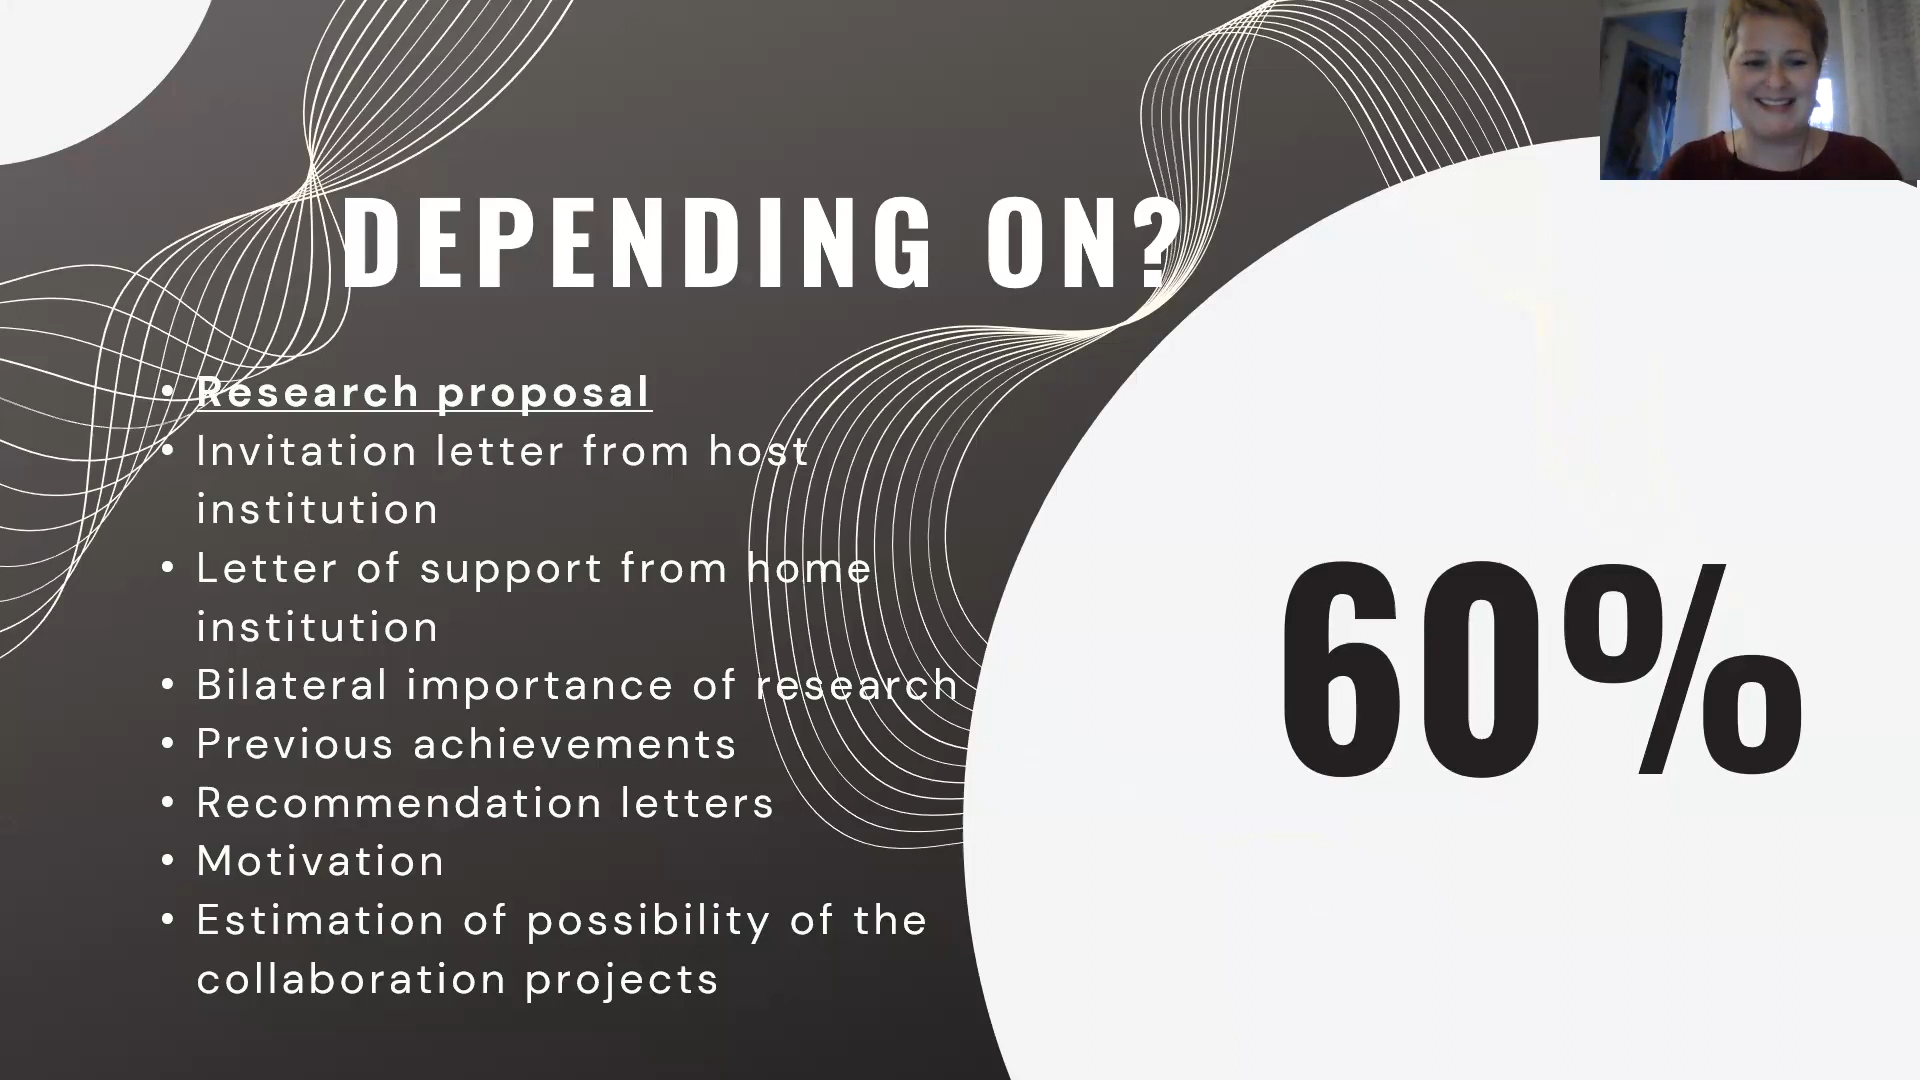 DEPENDING ON?
• Research proposal
• Invitation letter from host
institution
• Letter of support from home
institution
• Bilateral importance of research
• Previous achievements
• Recommendation letters
• Motivation
• Estimation of possibility of the
collaboration projects
60%